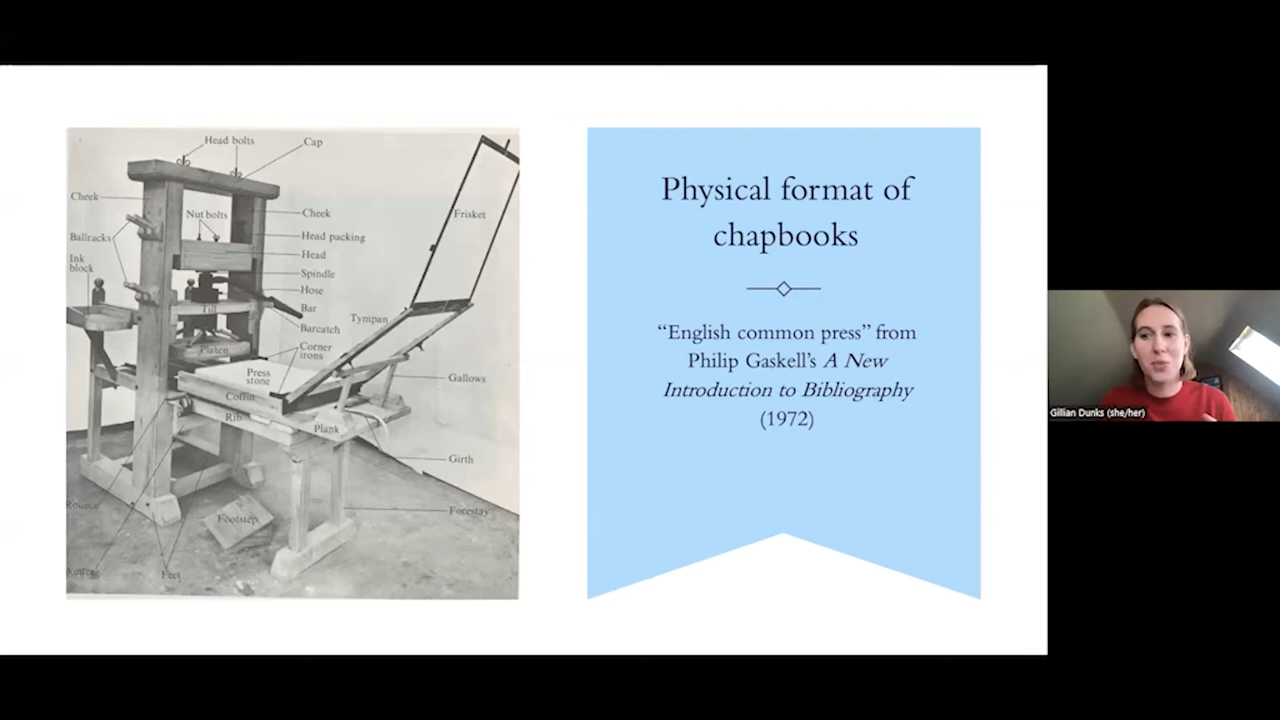 Head bolts
Cap
Cheek
Nut bolts
Cheek
Frisket
Ballracks
Head packing
Ink
block
Head
Spindle
Hose
Till
Bar
Tympan
Barcatch
Platen
Corner
irons
Press
stone
Gallows
Coffin
Rib
Plank
Girth
Rounce
Footstep
Forestay
Feet
Physical format of
chapbooks
“English common press” from
Philip Gaskell’s A New
Introduction to Bibliography
(1972)
Gillian Dunks (she/her)